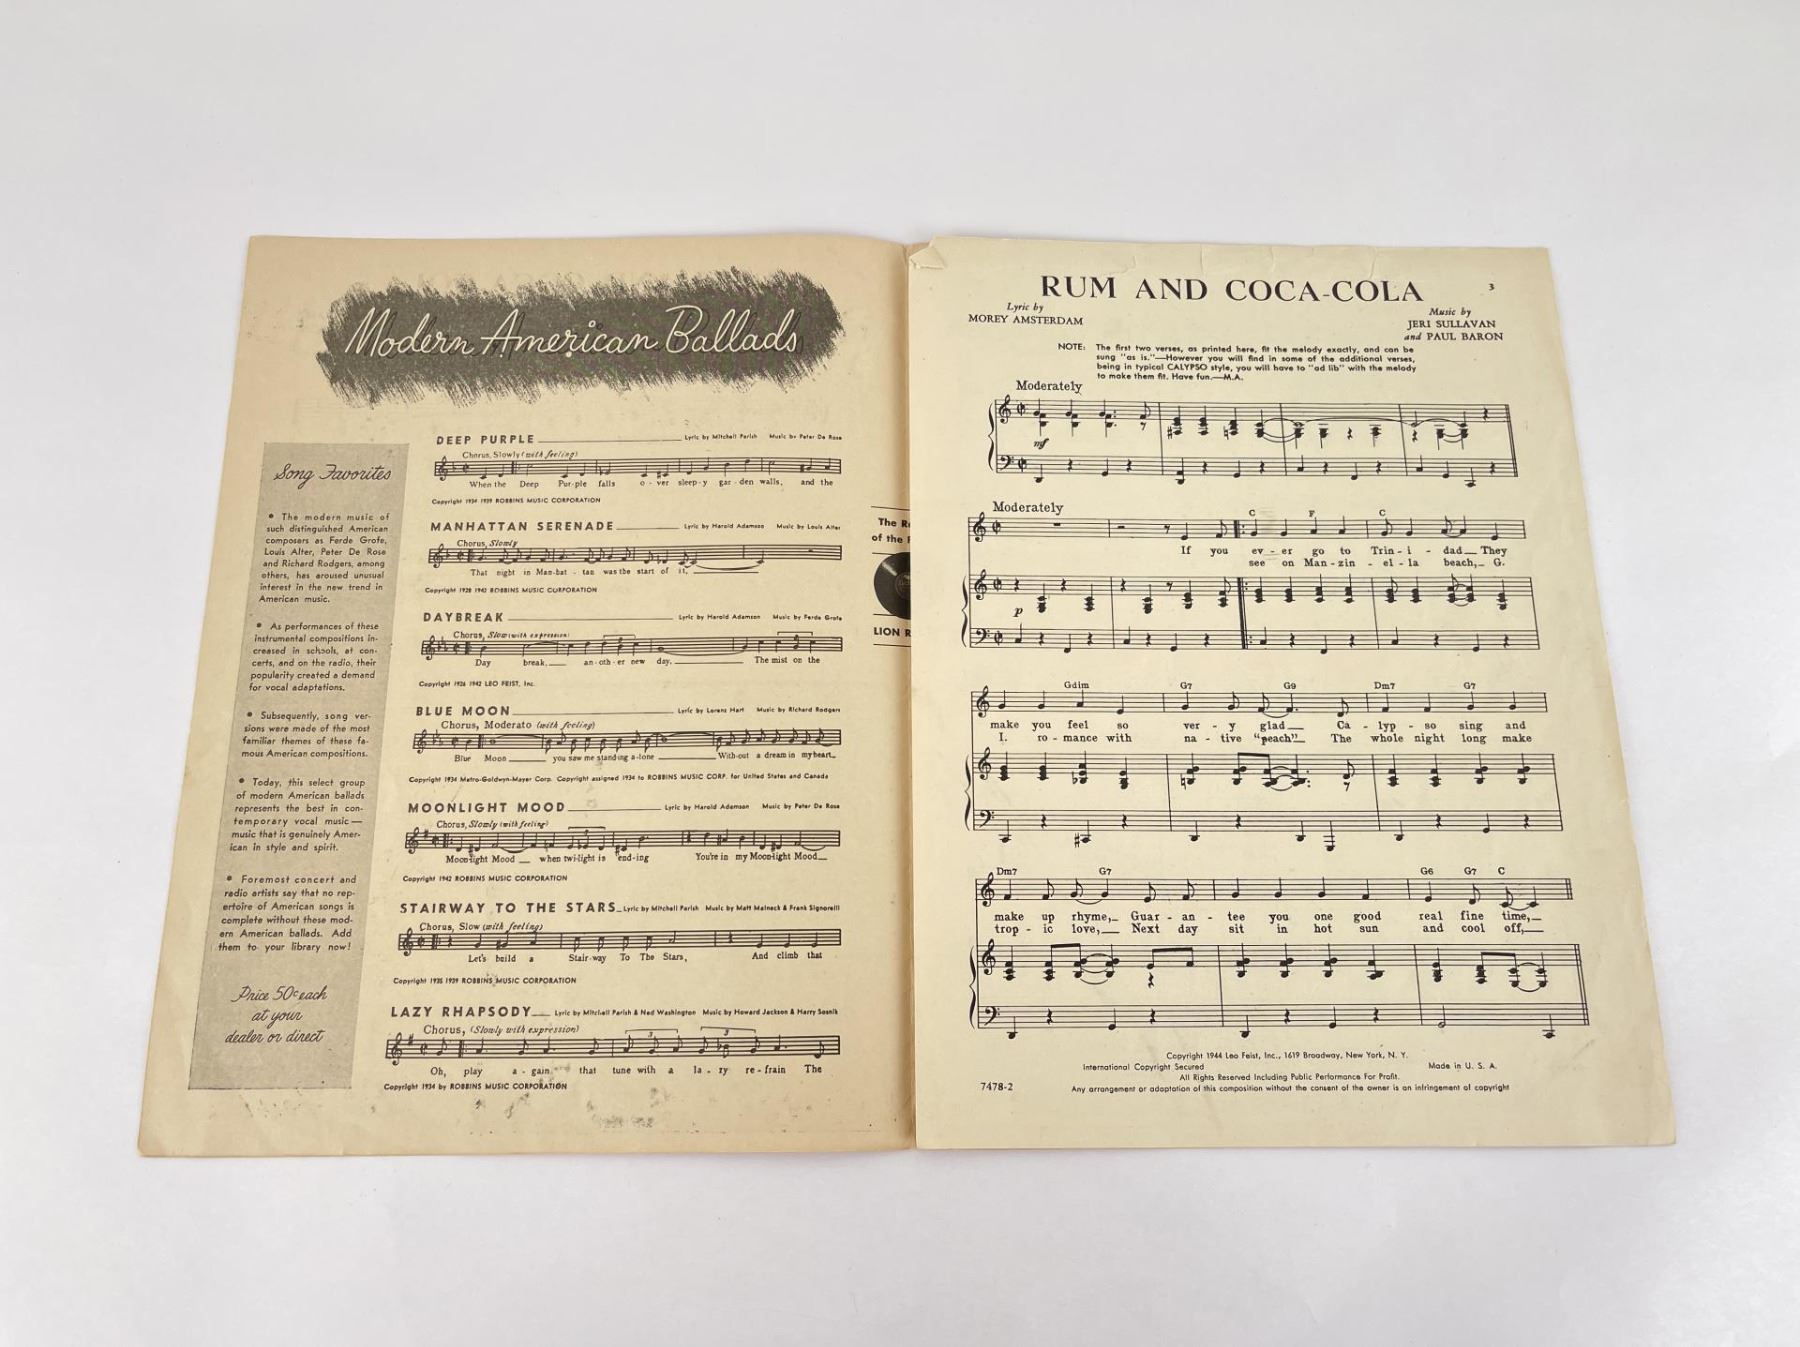 Modern American Ballads
Song Favorites
• The modern music of
such distinguished American
composers as Ferde Grofe,
Louis Alter, Peter De Rose
and Richard Rodgers, among
others, has aroused unusual
interest in the new trend in
American music.
• As performances of these
instrumental compositions in-
creased in schools, at con-
certs, and on the radio, their
popularity created a demand
for vocal adaptations.
• Subsequently, song ver-
sions were made of the most
familiar themes of these fa-
mous American compositions.
• Today, this select group
of modern American ballads
represents the best in con-
temporary vocal music —
music that is genuinely Amer-
ican in style and spirit.
• Foremost concert and
radio artists say that no rep-
ertoire of American songs is
complete without these mod-
ern American ballads. Add
them to your library now!
Price 50c each
at your
dealer or direct
DEEP PURPLE Lyric by Mitchell Parish Music by Peter De Rose
Chorus, Slowly (with feeling)
When the Deep Pur-ple falls o - ver sleep-y gar - den walls, and the
Copyright 1934 1939 ROBBINS MUSIC CORPORATION
MANHATTAN SERENADE Lyric by Harold Adamson Music by Louis Alter
Chorus, Slowly
That night in Man-hat - tan was the start of it,
Copyright 1928 1942 ROBBINS MUSIC CORPORATION
DAYBREAK Lyric by Harold Adamson Music by Ferde Grofe
Chorus, Slow (with expression)
3 3
Day break, an-oth-er new day, The mist on the
Copyright 1926 1942 LEO FEIST, Inc.
BLUE MOON Lyric by Lorenz Hart Music by Richard Rodgers
Chorus, Moderato (with feeling)
Blue Moon you saw me standing a-lone With-out a dream in my heart
Copyright 1934 Metro-Goldwyn-Mayer Corp. Copyright assigned 1934 to ROBBINS MUSIC CORP. for United States and Canada
MOONLIGHT MOOD Lyric by Harold Adamson Music by Peter De Rose
Chorus, Slowly (with feeling)
3
Moon-light Mood when twi-light is end-ing You're in my Moon-light Mood
Copyright 1942 ROBBINS MUSIC CORPORATION
STAIRWAY TO THE STARS Lyric by Mitchell Parish Music by Matt Malneck & Frank Signorelli
Chorus, Slow (with feeling)
Let's build a Stair-way To The Stars, And climb that
Copyright 1935 1939 ROBBINS MUSIC CORPORATION
LAZY RHAPSODY Lyric by Mitchell Parish & Ned Washington Music by Howard Jackson & Harry Sosnik
Chorus, (Slowly with expression)
3 3
Oh, play a - gain that tune with a la - zy re-frain The
Copyright 1934 by ROBBINS MUSIC CORPORATION
The R
of the
LION R
RUM AND COCA-COLA
3
Lyric by
MOREY AMSTERDAM
Music by
JERI SULLAVAN
and PAUL BARON
NOTE: The first two verses, as printed here, fit the melody exactly, and can be
sung "as is."—However you will find in some of the additional verses,
being in typical CALYPSO style, you will have to "ad lib" with the melody
to make them fit. Have fun.—M.A.
Moderately
mf
Moderately
C F C
If you ev - er go to Trin - i - dad They
see on Man-zin - el - la beach, G.
p
Gdim G7 G9 Dm7 G7
make you feel so ver - y glad Ca - lyp - so sing and
I. ro - mance with na - tive "peach" The whole night long make
Dm7 G7 G6 G7 C
make up rhyme, Guar - an - tee you one good real fine time,
trop - ic love, Next day sit in hot sun and cool off,
Copyright 1944 Leo Feist, Inc., 1619 Broadway, New York, N. Y.
International Copyright Secured Made in U. S. A.
All Rights Reserved Including Public Performance For Profit.
7478-2 Any arrangement or adaptation of this composition without the consent of the owner is an infringement of copyright